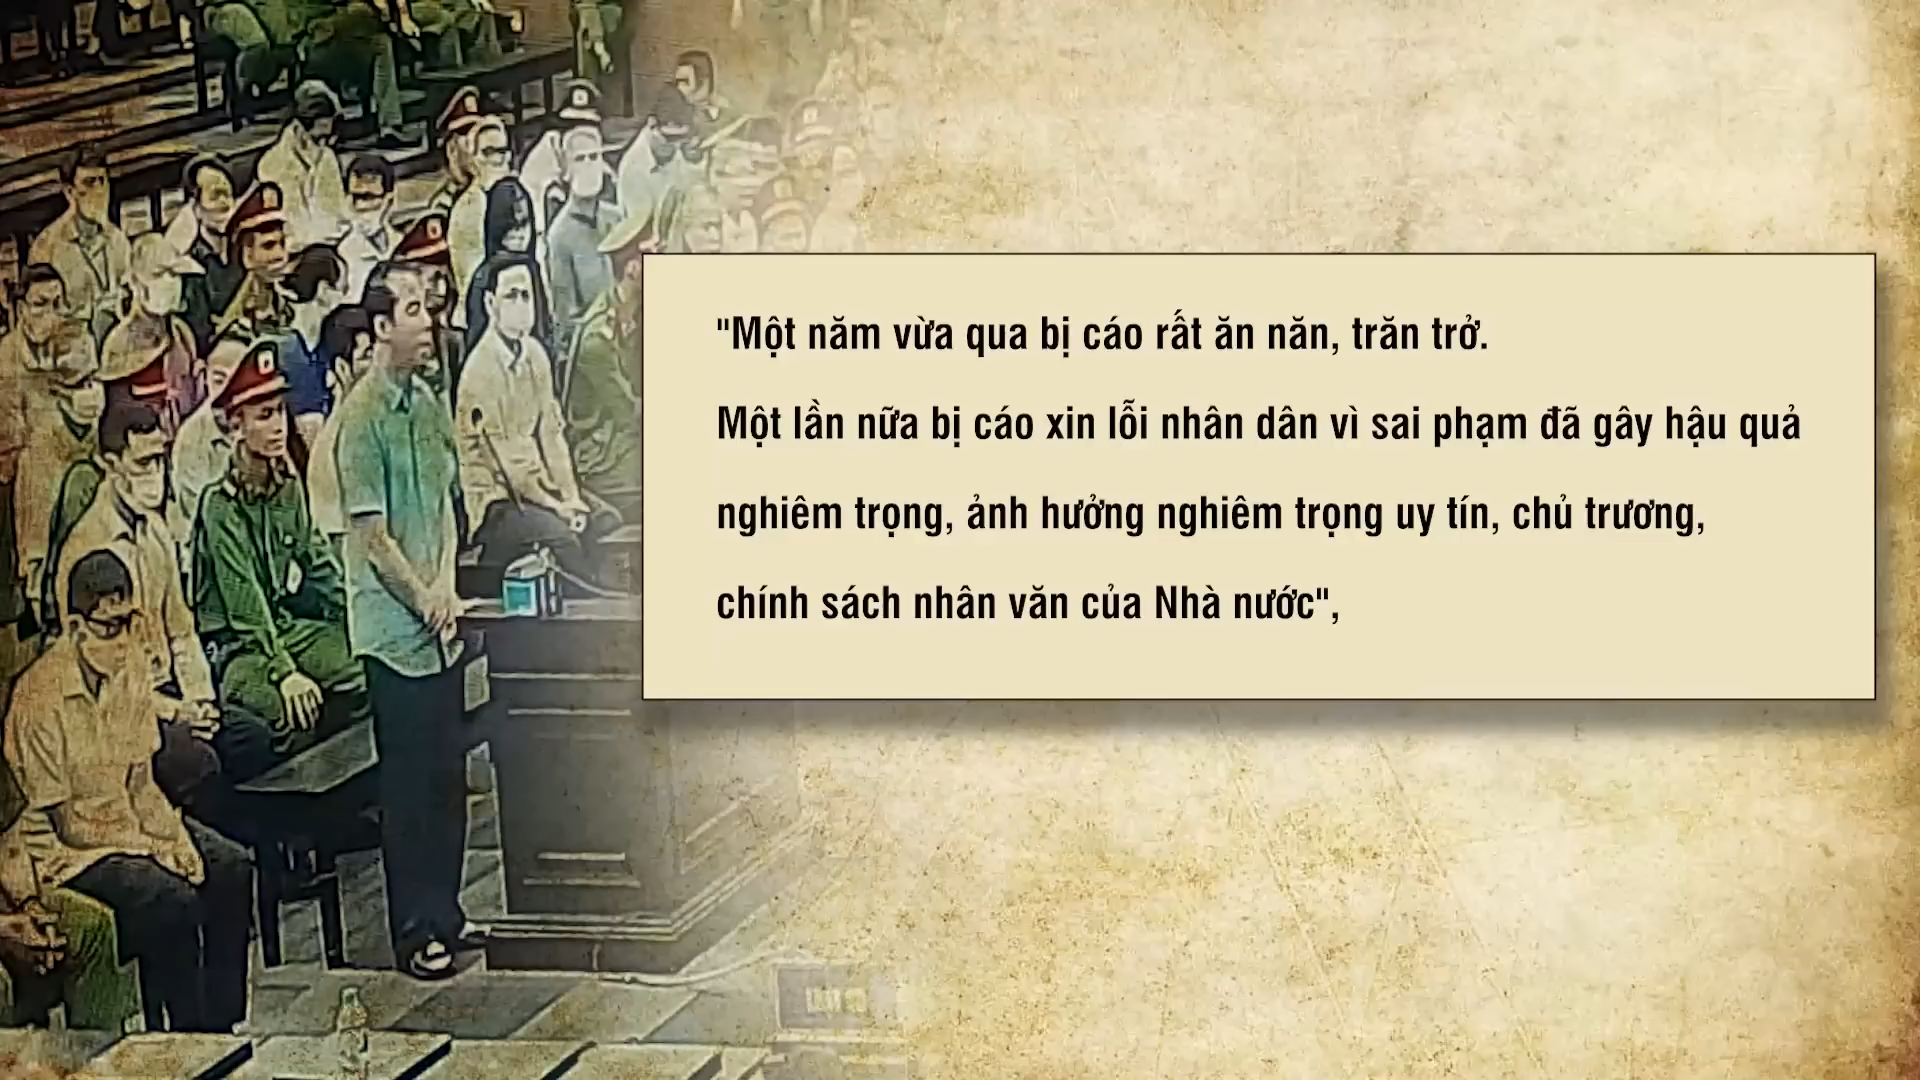 "Một năm vừa qua bị cáo rất ăn năn, trăn trở.
Một lần nữa bị cáo xin lỗi nhân dân vì sai phạm đã gây hậu quả
nghiêm trọng, ảnh hưởng nghiêm trọng uy tín, chủ trương,
chính sách nhân văn của Nhà nước",